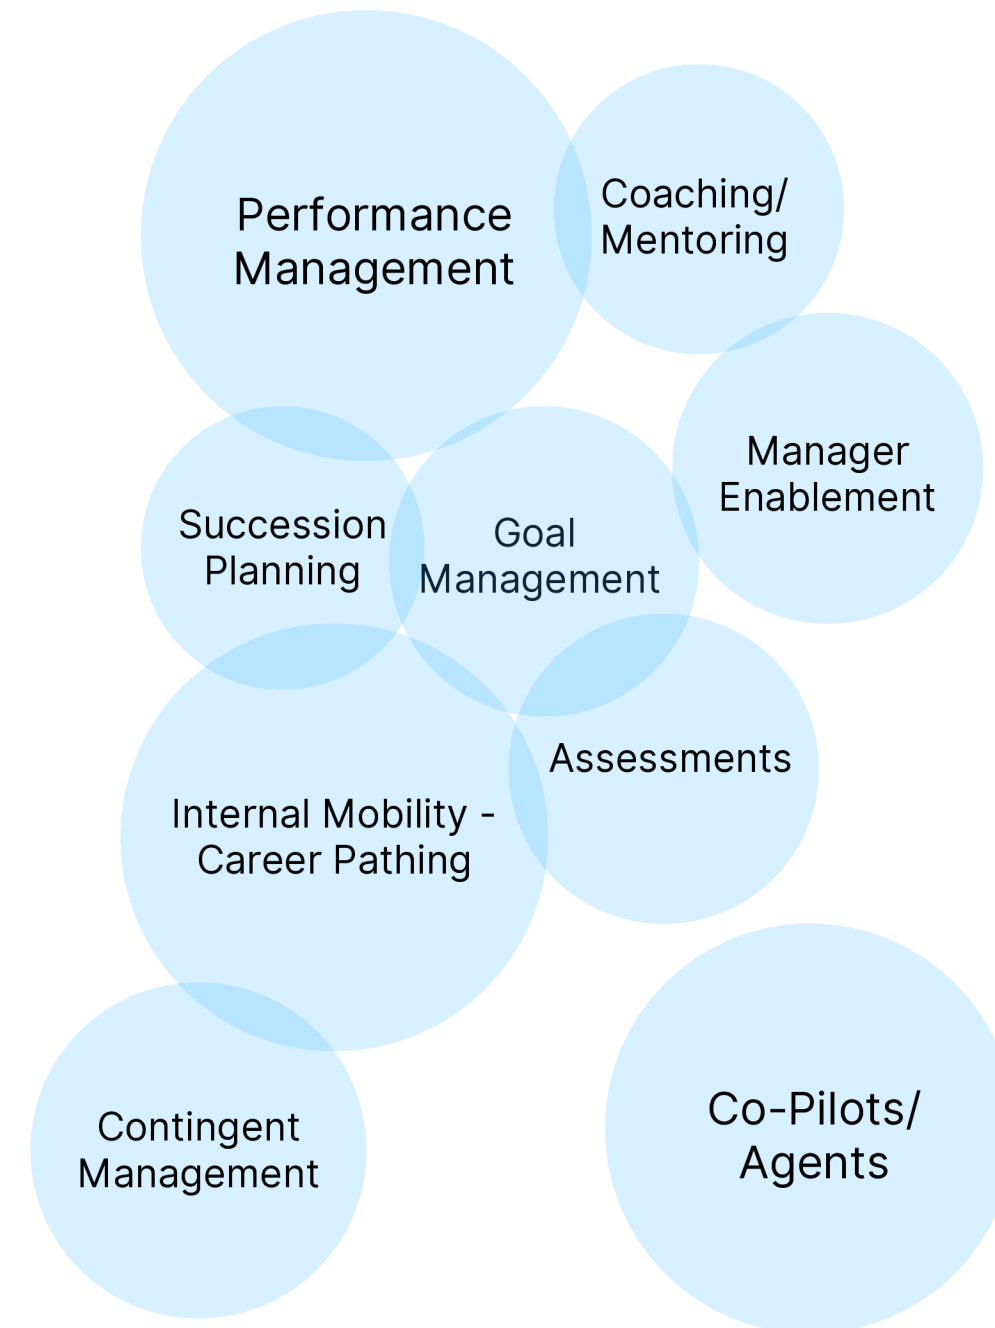 Performance
Management
Coaching/
Mentoring
Manager
Enablement
Succession
Planning
Goal
Management
Assessments
Internal Mobility -
Career Pathing
Contingent
Management
Co-Pilots/
Agents